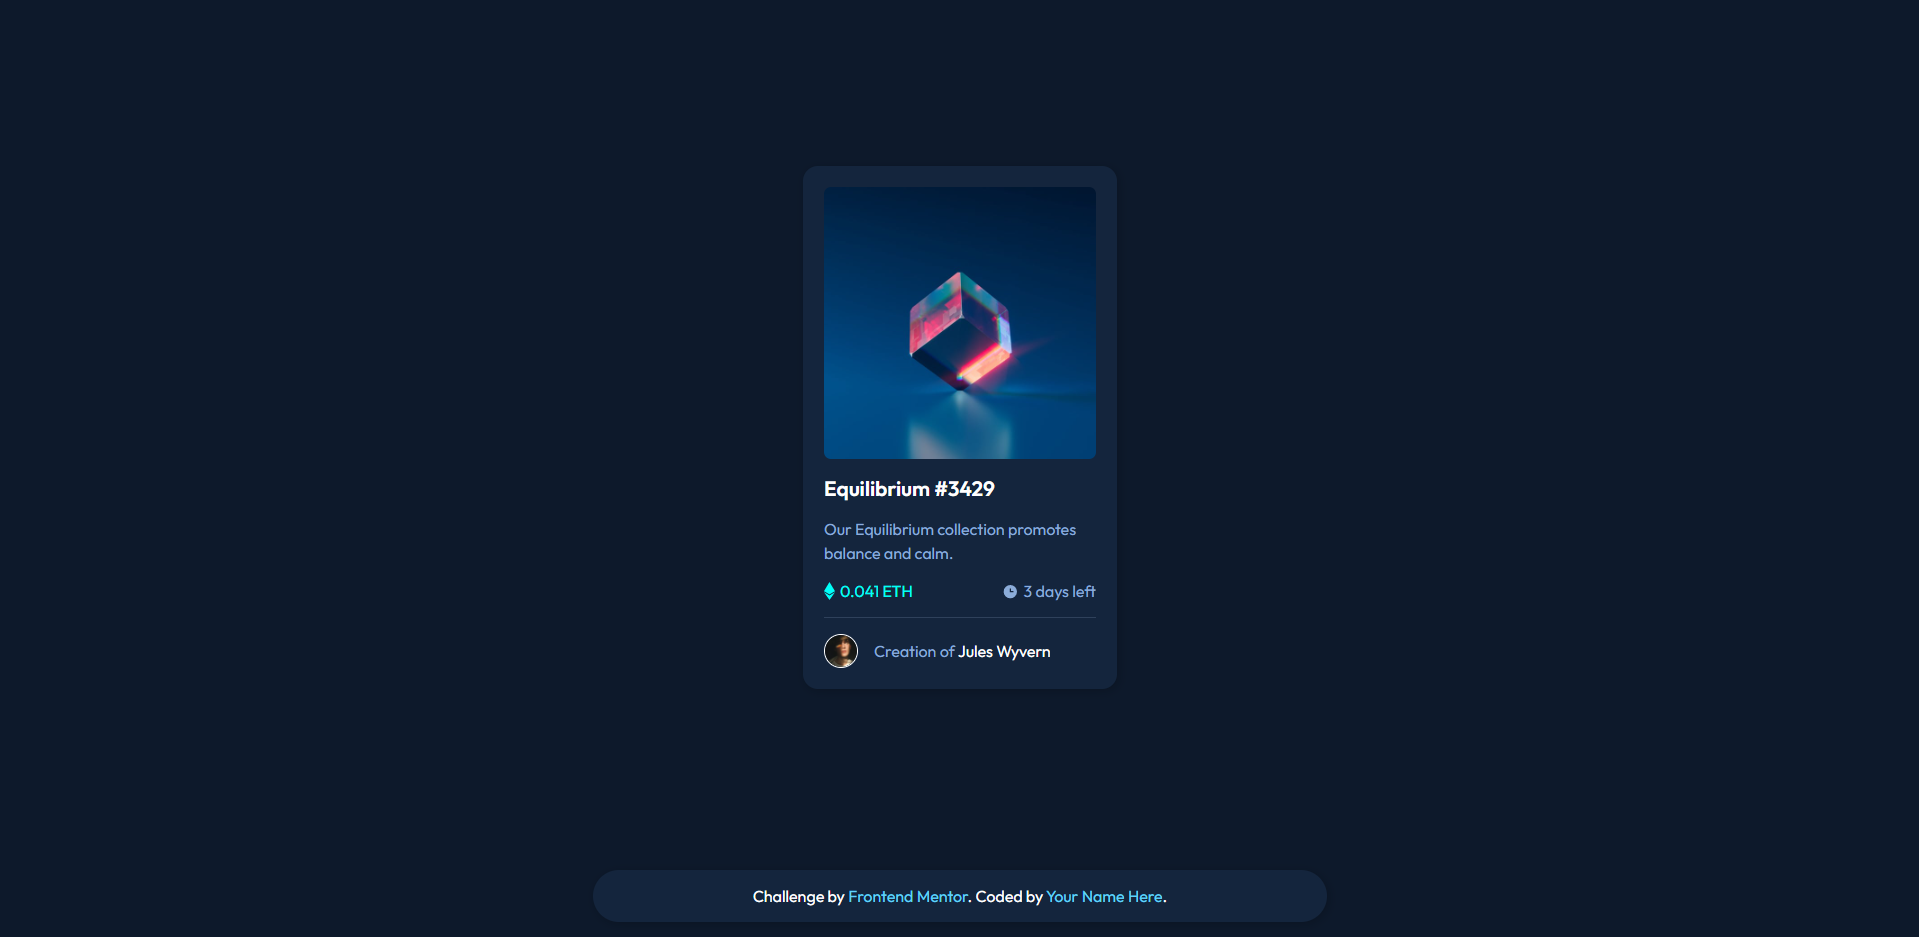 Equilibrium #3429
Our Equilibrium collection promotes
balance and calm.
0.041 ETH
3 days left
Creation of Jules Wyvern
Challenge by Frontend Mentor. Coded by Your Name Here.